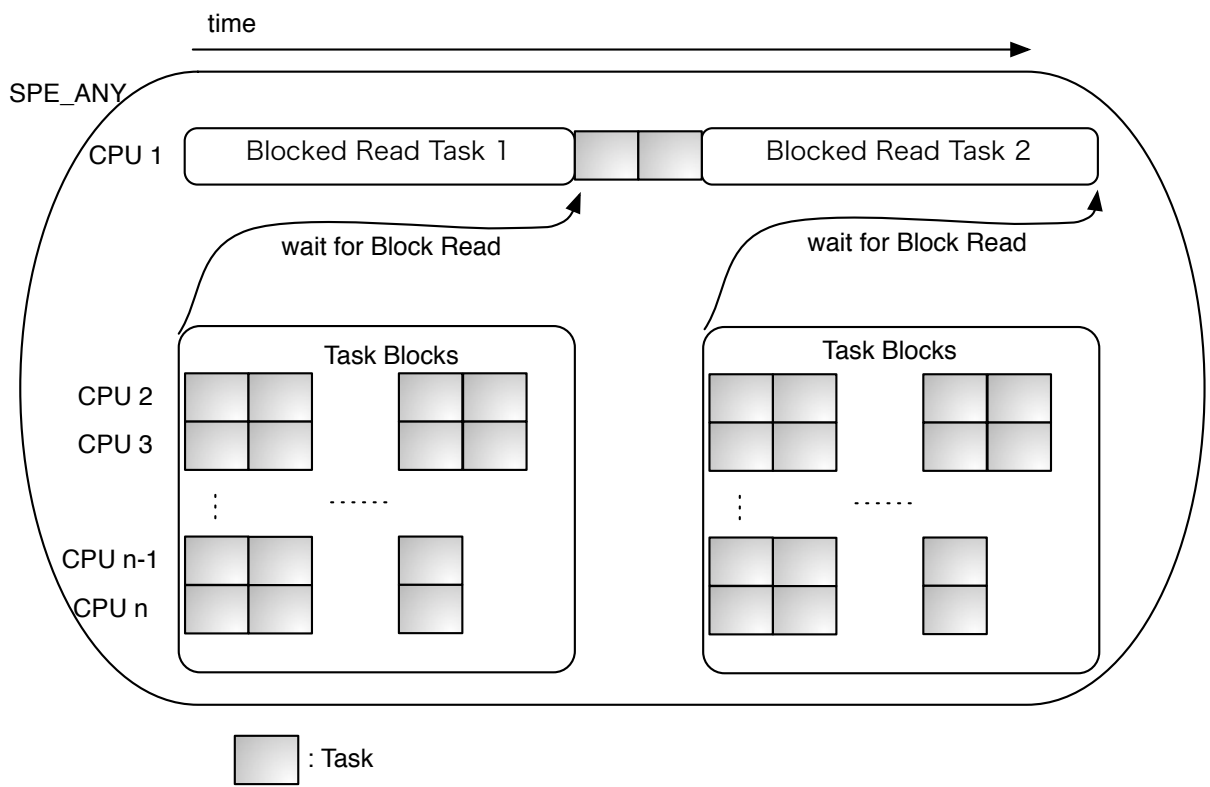 time
SPE_ANY
CPU 1
Blocked Read Task 1
Blocked Read Task 2
wait for Block Read
wait for Block Read
Task Blocks
Task Blocks
CPU 2
CPU 3
CPU n-1
CPU n
: Task